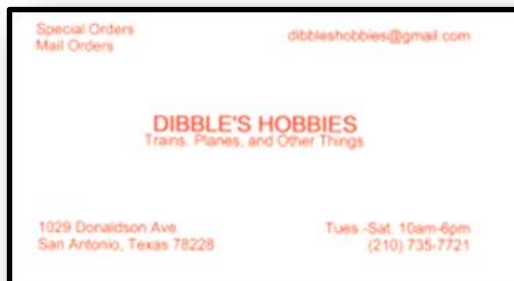 Special Orders
Mail Orders
dibbleshobbies@gmail.com
DIBBLE'S HOBBIES
Trains, Planes, and Other Things
1029 Donaldson Ave.
San Antonio, Texas 78228
Tues.-Sat. 10am-6pm
(210) 735-7721